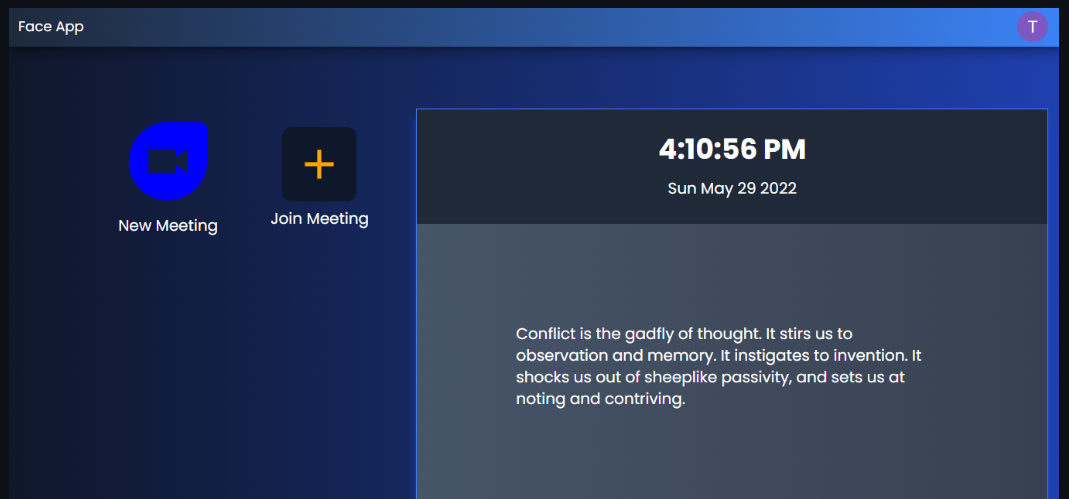 Face App
T
New Meeting
Join Meeting
4:10:56 PM
Sun May 29 2022
Conflict is the gadfly of thought. It stirs us to
observation and memory. It instigates to invention. It
shocks us out of sheeplike passivity, and sets us at
noting and contriving.